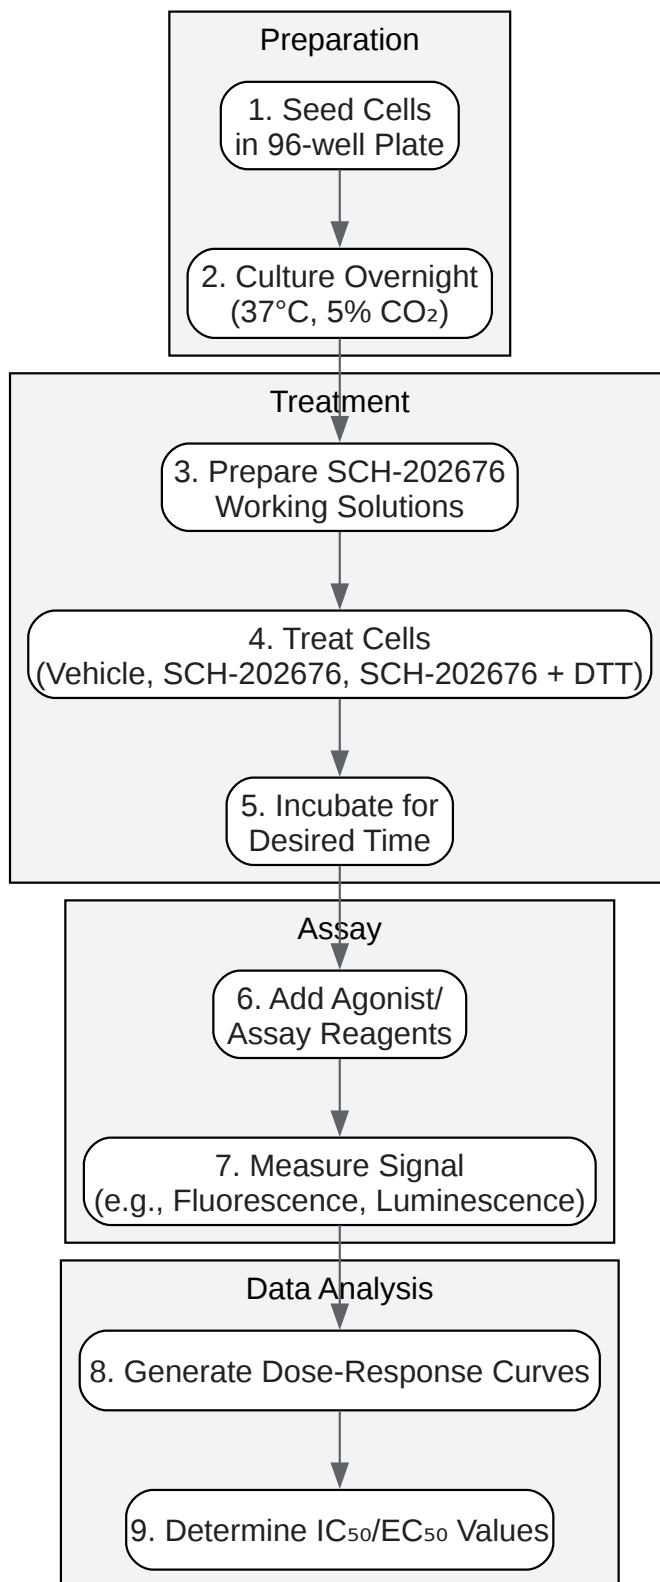 Preparation
1. Seed Cells
in 96-well Plate
2. Culture Overnight
(37°C, 5% CO₂)
Treatment
3. Prepare SCH-202676
Working Solutions
4. Treat Cells
(Vehicle, SCH-202676, SCH-202676 + DTT)
5. Incubate for
Desired Time
Assay
6. Add Agonist/
Assay Reagents
7. Measure Signal
(e.g., Fluorescence, Luminescence)
Data Analysis
8. Generate Dose-Response Curves
9. Determine IC₅₀/EC₅₀ Values